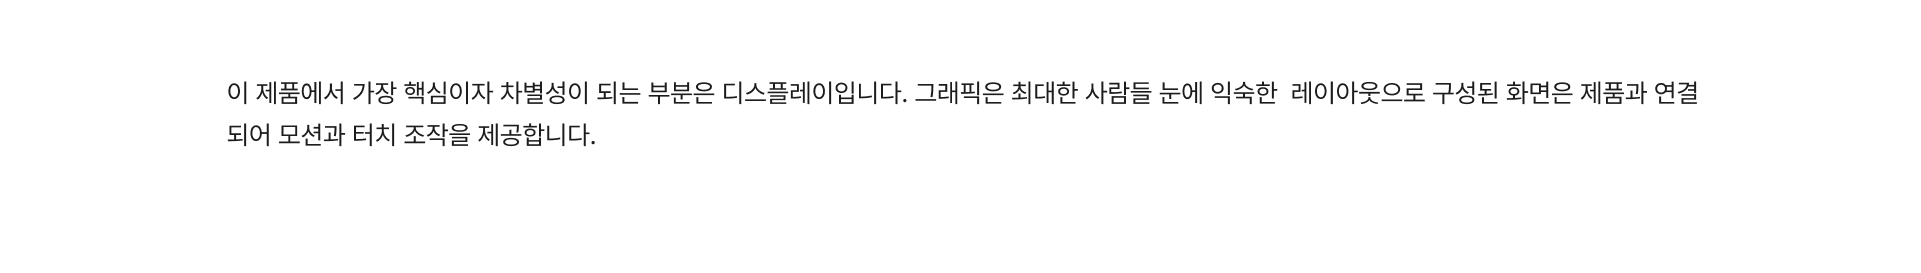 이 제품에서 가장 핵심이자 차별성이 되는 부분은 디스플레이입니다. 그래픽은 최대한 사람들 눈에 익숙한  레이아웃으로 구성된 화면은 제품과 연결
되어 모션과 터치 조작을 제공합니다.